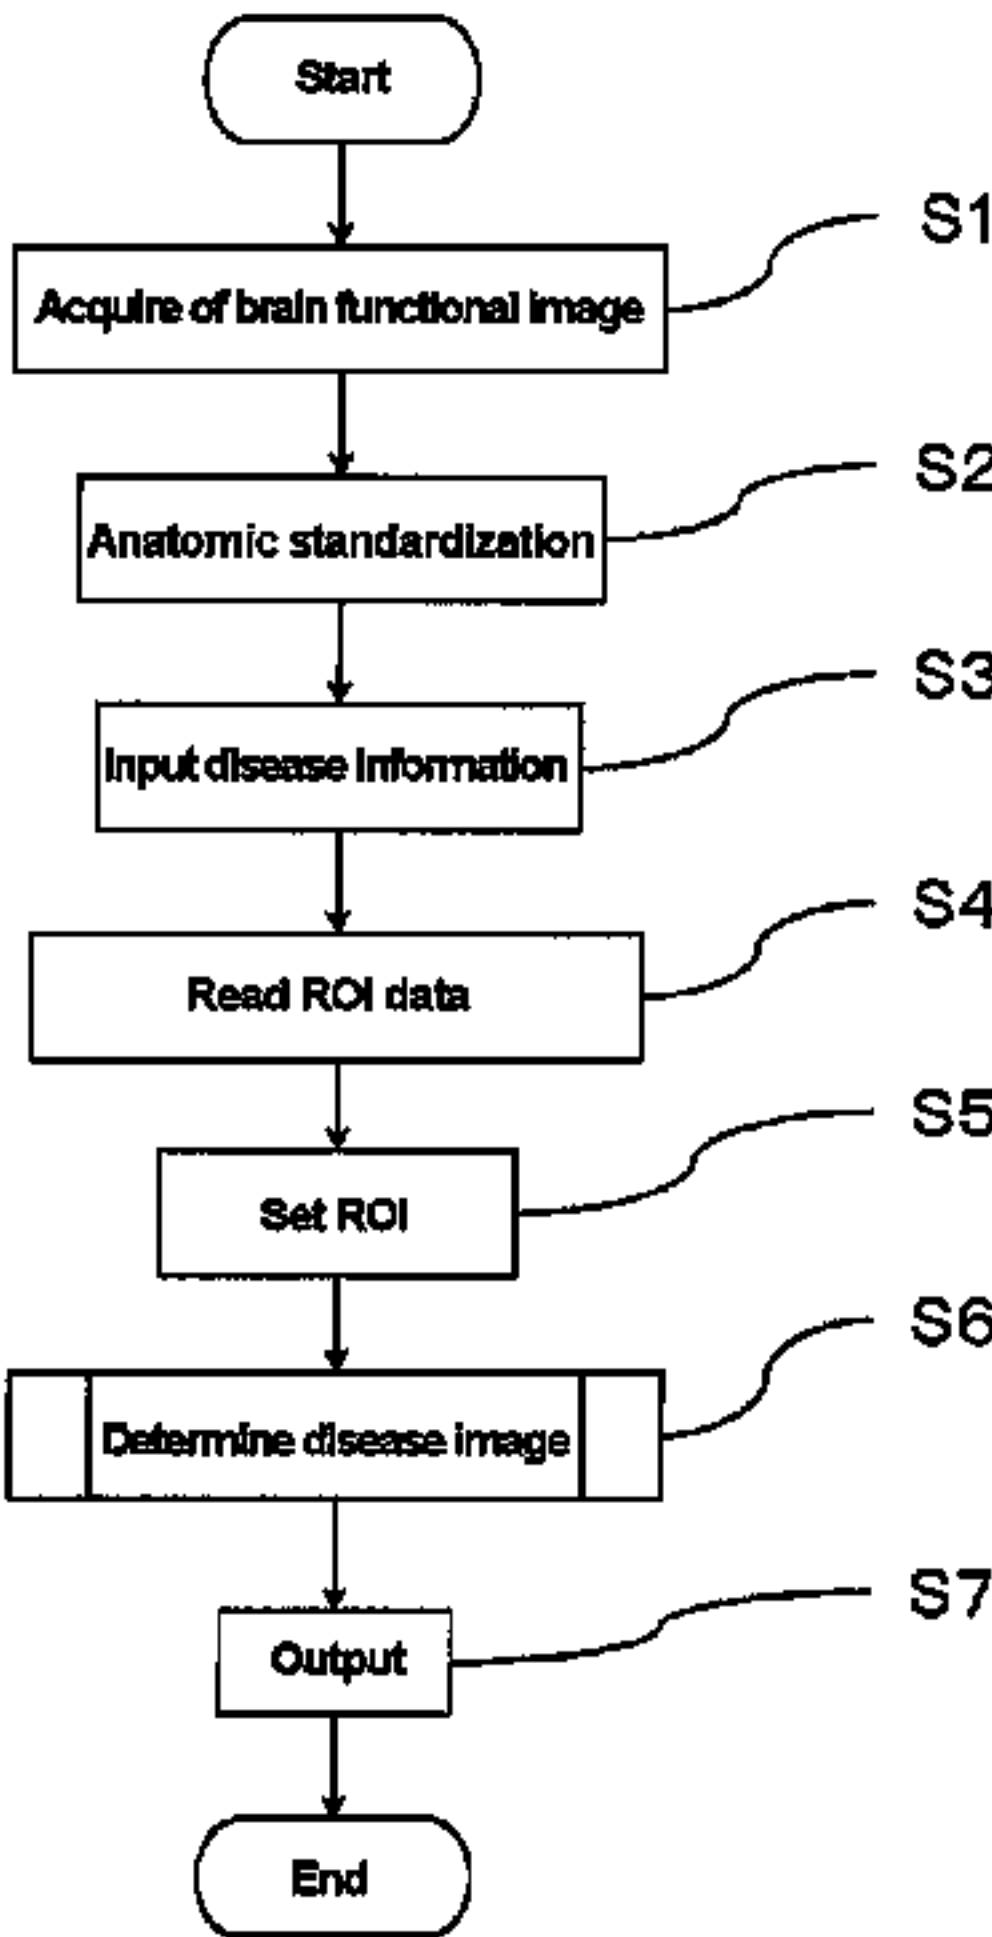 Start
S1
Acquire of brain functional image
S2
Anatomic standardization
S3
Input disease information
S4
Read ROI data
S5
Set ROI
S6
Determine disease image
S7
Output
End